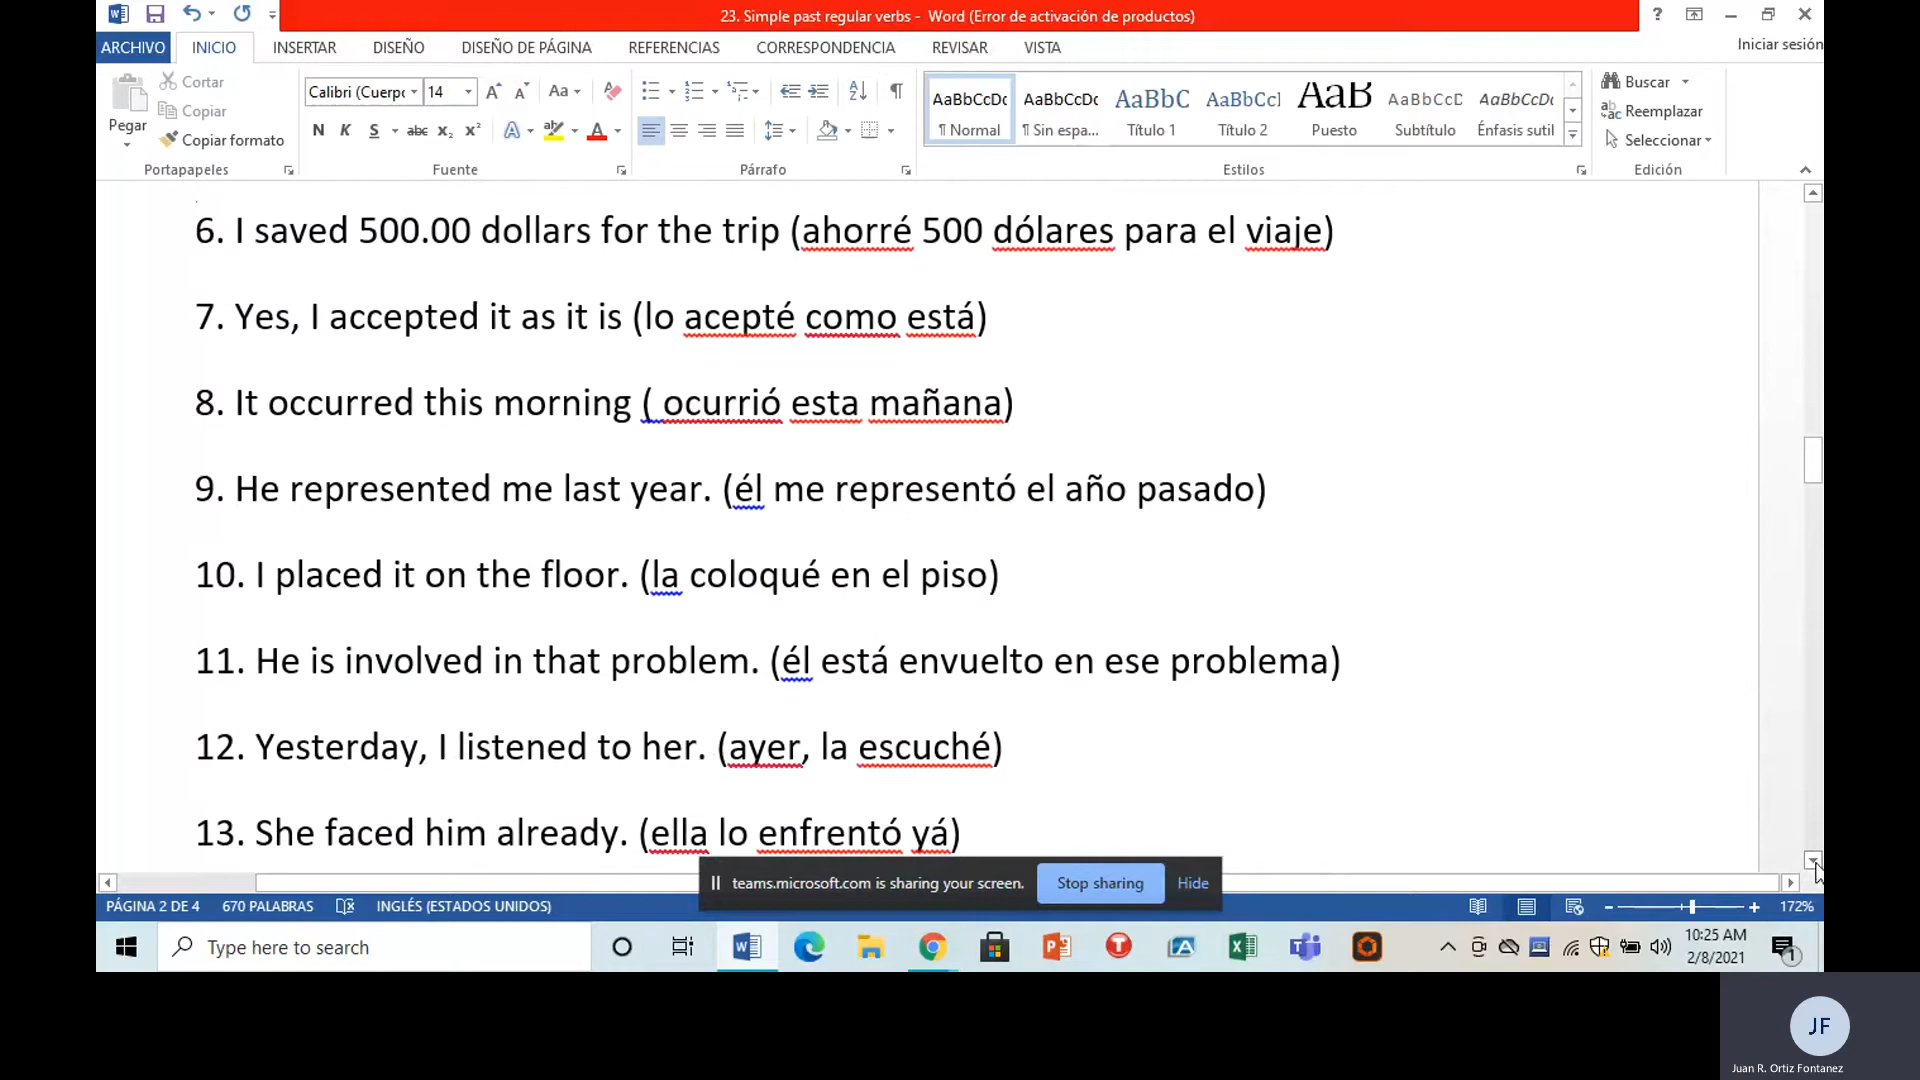 23. Simple past regular verbs - Word (Error de activación de productos)
ARCHIVO INICIO INSERTAR DISEÑO DISEÑO DE PÁGINA REFERENCIAS CORRESPONDENCIA REVISAR VISTA Iniciar sesión
Pegar
Cortar
Copiar
Copiar formato
Portapapeles
Calibri (Cuerpo 14 Aa
N K S abc x₂ x² A A
Fuente
Párrafo
AaBbCcDc AaBbCcDc AaBbC AaBbCcl AaB AaBbCcD AaBbCcDc
¶ Normal ¶ Sin espa... Título 1 Título 2 Puesto Subtítulo Énfasis sutil
Estilos
Buscar
Reemplazar
Seleccionar
Edición
6. I saved 500.00 dollars for the trip (ahorré 500 dólares para el viaje)
7. Yes, I accepted it as it is (lo acepté como está)
8. It occurred this morning ( ocurrió esta mañana)
9. He represented me last year. (él me representó el año pasado)
10. I placed it on the floor. (la coloqué en el piso)
11. He is involved in that problem. (él está envuelto en ese problema)
12. Yesterday, I listened to her. (ayer, la escuché)
13. She faced him already. (ella lo enfrentó yá)
teams.microsoft.com is sharing your screen. Stop sharing Hide
PÁGINA 2 DE 4 670 PALABRAS INGLÉS (ESTADOS UNIDOS) 172%
Type here to search
10:25 AM
2/8/2021
1
JF
Juan R. Ortiz Fontanez